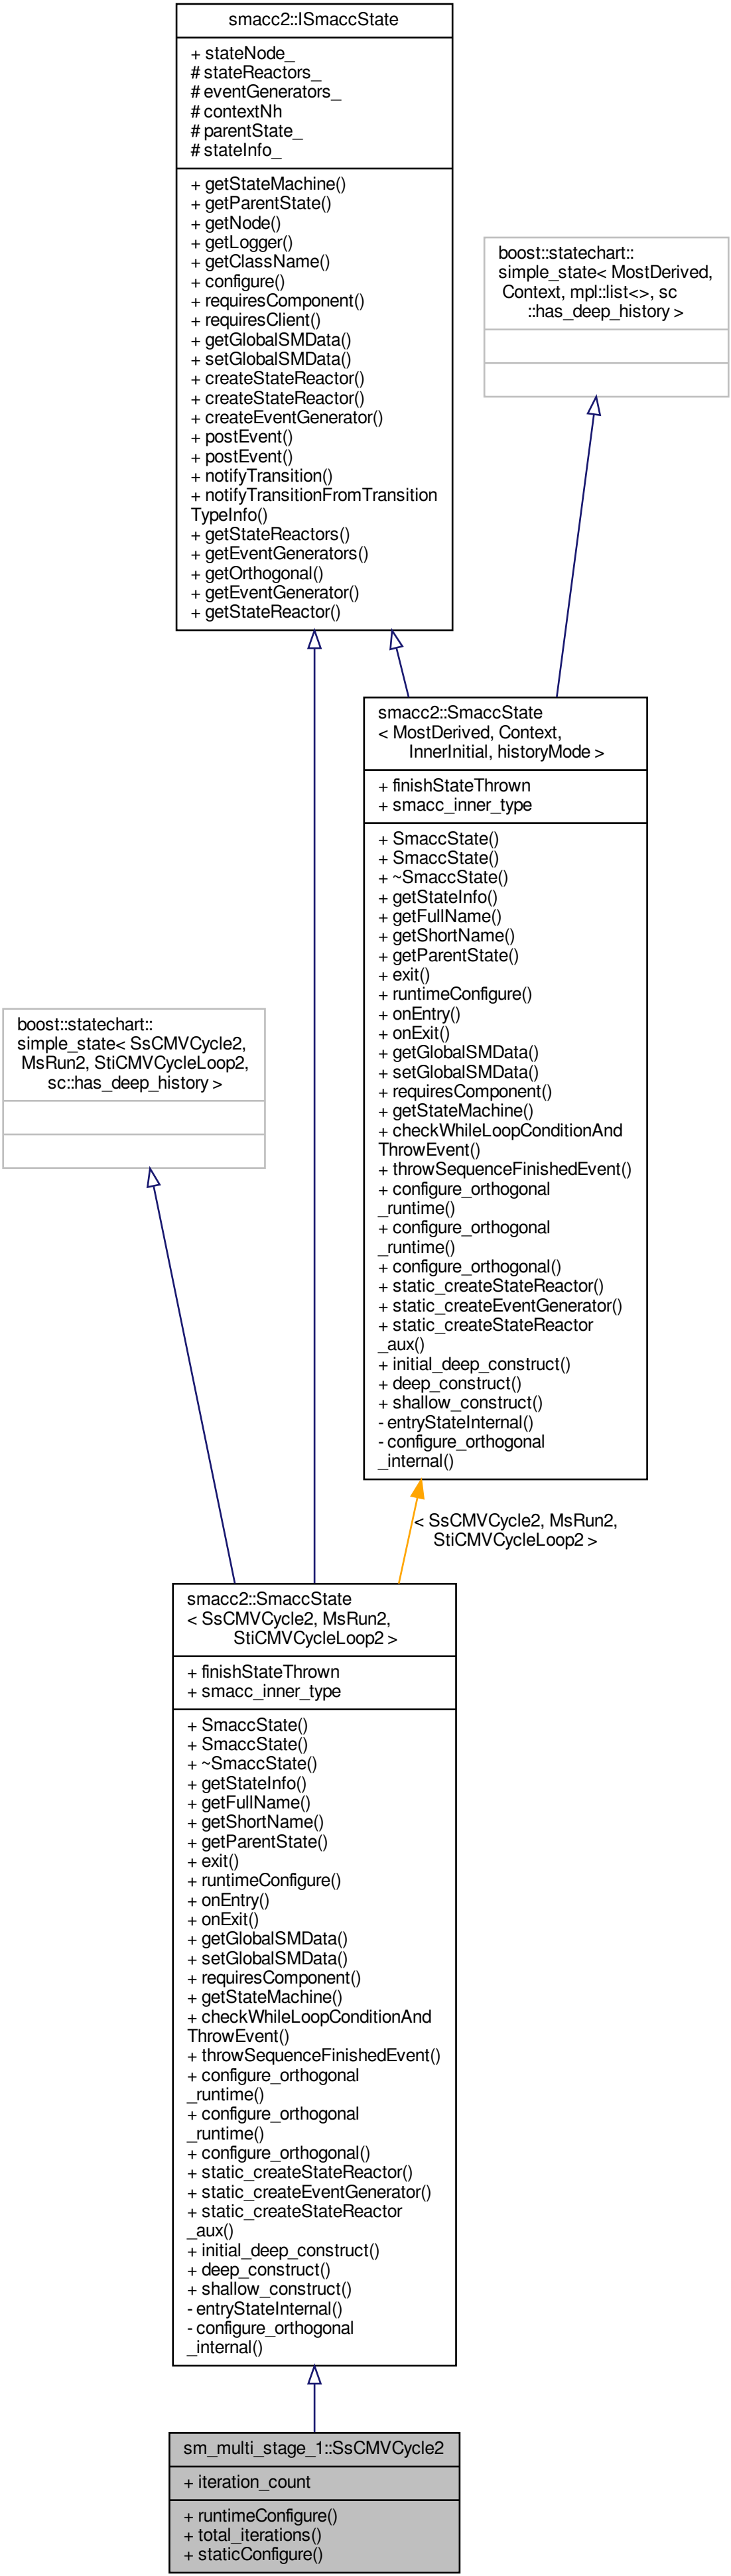 smacc2::ISmaccState
+ stateNode_
# stateReactors_
# eventGenerators_
# contextNh
# parentState_
# stateInfo_
+ getStateMachine()
+ getParentState()
+ getNode()
+ getLogger()
+ getClassName()
+ configure()
+ requiresComponent()
+ requiresClient()
+ getGlobalSMData()
+ setGlobalSMData()
+ createStateReactor()
+ createStateReactor()
+ createEventGenerator()
+ postEvent()
+ postEvent()
+ notifyTransition()
+ notifyTransitionFromTransition
TypeInfo()
+ getStateReactors()
+ getEventGenerators()
+ getOrthogonal()
+ getEventGenerator()
+ getStateReactor()
boost::statechart::
simple_state< MostDerived,
Context, mpl::list<>, sc
::has_deep_history >
smacc2::SmaccState
< MostDerived, Context,
InnerInitial, historyMode >
+ finishStateThrown
+ smacc_inner_type
+ SmaccState()
+ SmaccState()
+ ~SmaccState()
+ getStateInfo()
+ getFullName()
+ getShortName()
+ getParentState()
+ exit()
+ runtimeConfigure()
+ onEntry()
+ onExit()
+ getGlobalSMData()
+ setGlobalSMData()
+ requiresComponent()
+ getStateMachine()
+ checkWhileLoopConditionAnd
ThrowEvent()
+ throwSequenceFinishedEvent()
+ configure_orthogonal
_runtime()
+ configure_orthogonal
_runtime()
+ configure_orthogonal()
+ static_createStateReactor()
+ static_createEventGenerator()
+ static_createStateReactor
_aux()
+ initial_deep_construct()
+ deep_construct()
+ shallow_construct()
- entryStateInternal()
- configure_orthogonal
_internal()
boost::statechart::
simple_state< SsCMVCycle2,
MsRun2, StiCMVCycleLoop2,
sc::has_deep_history >
< SsCMVCycle2, MsRun2,
StiCMVCycleLoop2 >
smacc2::SmaccState
< SsCMVCycle2, MsRun2,
StiCMVCycleLoop2 >
+ finishStateThrown
+ smacc_inner_type
+ SmaccState()
+ SmaccState()
+ ~SmaccState()
+ getStateInfo()
+ getFullName()
+ getShortName()
+ getParentState()
+ exit()
+ runtimeConfigure()
+ onEntry()
+ onExit()
+ getGlobalSMData()
+ setGlobalSMData()
+ requiresComponent()
+ getStateMachine()
+ checkWhileLoopConditionAnd
ThrowEvent()
+ throwSequenceFinishedEvent()
+ configure_orthogonal
_runtime()
+ configure_orthogonal
_runtime()
+ configure_orthogonal()
+ static_createStateReactor()
+ static_createEventGenerator()
+ static_createStateReactor
_aux()
+ initial_deep_construct()
+ deep_construct()
+ shallow_construct()
- entryStateInternal()
- configure_orthogonal
_internal()
sm_multi_stage_1::SsCMVCycle2
+ iteration_count
+ runtimeConfigure()
+ total_iterations()
+ staticConfigure()